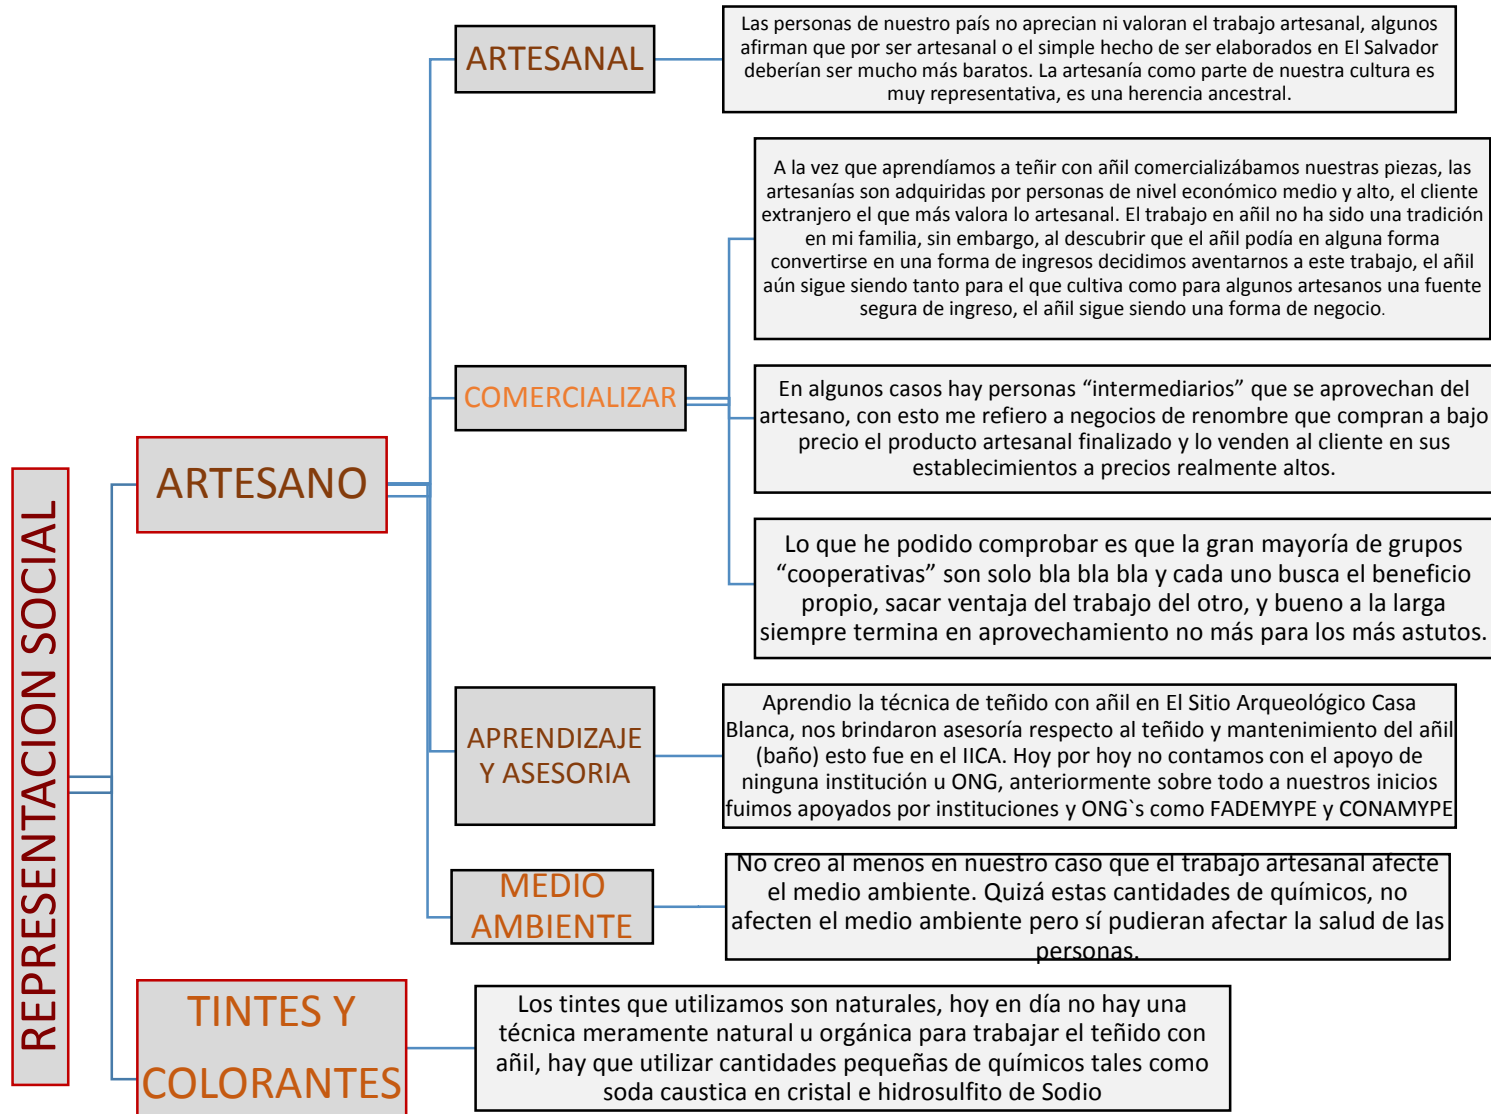 REPRESENTACION SOCIAL
ARTESANO
ARTESANAL
Las personas de nuestro país no aprecian ni valoran el trabajo artesanal, algunos
afirman que por ser artesanal o el simple hecho de ser elaborados en El Salvador
deberían ser mucho más baratos. La artesanía como parte de nuestra cultura es
muy representativa, es una herencia ancestral.
COMERCIALIZAR
A la vez que aprendíamos a teñir con añil comercializábamos nuestras piezas, las
artesanías son adquiridas por personas de nivel económico medio y alto, el cliente
extranjero el que más valora lo artesanal. El trabajo en añil no ha sido una tradición
en mi familia, sin embargo, al descubrir que el añil podía en alguna forma
convertirse en una forma de ingresos decidimos aventarnos a este trabajo, el añil
aún sigue siendo tanto para el que cultiva como para algunos artesanos una fuente
segura de ingreso, el añil sigue siendo una forma de negocio.
En algunos casos hay personas “intermediarios” que se aprovechan del
artesano, con esto me refiero a negocios de renombre que compran a bajo
precio el producto artesanal finalizado y lo venden al cliente en sus
establecimientos a precios realmente altos.
Lo que he podido comprobar es que la gran mayoría de grupos
“cooperativas” son solo bla bla bla y cada uno busca el beneficio
propio, sacar ventaja del trabajo del otro, y bueno a la larga
siempre termina en aprovechamiento no más para los más astutos.
APRENDIZAJE
Y ASESORIA
Aprendio la técnica de teñido con añil en El Sitio Arqueológico Casa
Blanca, nos brindaron asesoría respecto al teñido y mantenimiento del añil
(baño) esto fue en el IICA. Hoy por hoy no contamos con el apoyo de
ninguna institución u ONG, anteriormente sobre todo a nuestros inicios
fuimos apoyados por instituciones y ONG`s como FADEMYPE y CONAMYPE
MEDIO
AMBIENTE
No creo al menos en nuestro caso que el trabajo artesanal afecte
el medio ambiente. Quizá estas cantidades de químicos, no
afecten el medio ambiente pero sí pudieran afectar la salud de las
personas.
TINTES Y
COLORANTES
Los tintes que utilizamos son naturales, hoy en día no hay una
técnica meramente natural u orgánica para trabajar el teñido con
añil, hay que utilizar cantidades pequeñas de químicos tales como
soda caustica en cristal e hidrosulfito de Sodio